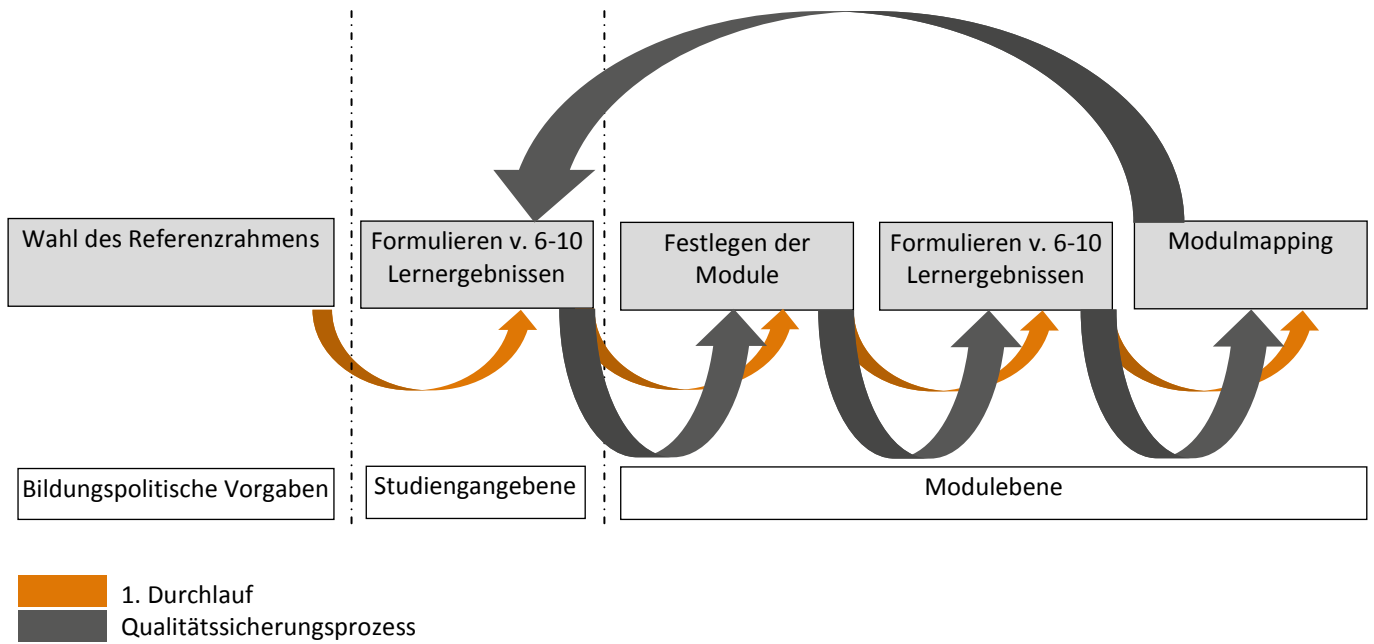 Wahl des Referenzrahmens
Formulieren v. 6-10
Lernergebnissen
Festlegen der
Module
Formulieren v. 6-10
Lernergebnissen
Modulmapping
Bildungspolitische Vorgaben
Studiengangebene
Modulebene
1. Durchlauf
Qualitätssicherungsprozess